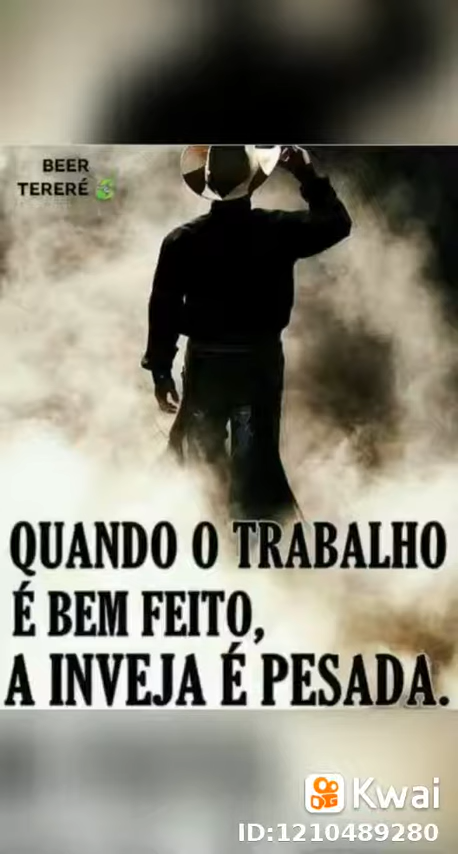 BEER
TERERÉ
QUANDO O TRABALHO
É BEM FEITO,
A INVEJA É PESADA.
Kwai
ID:1210489280